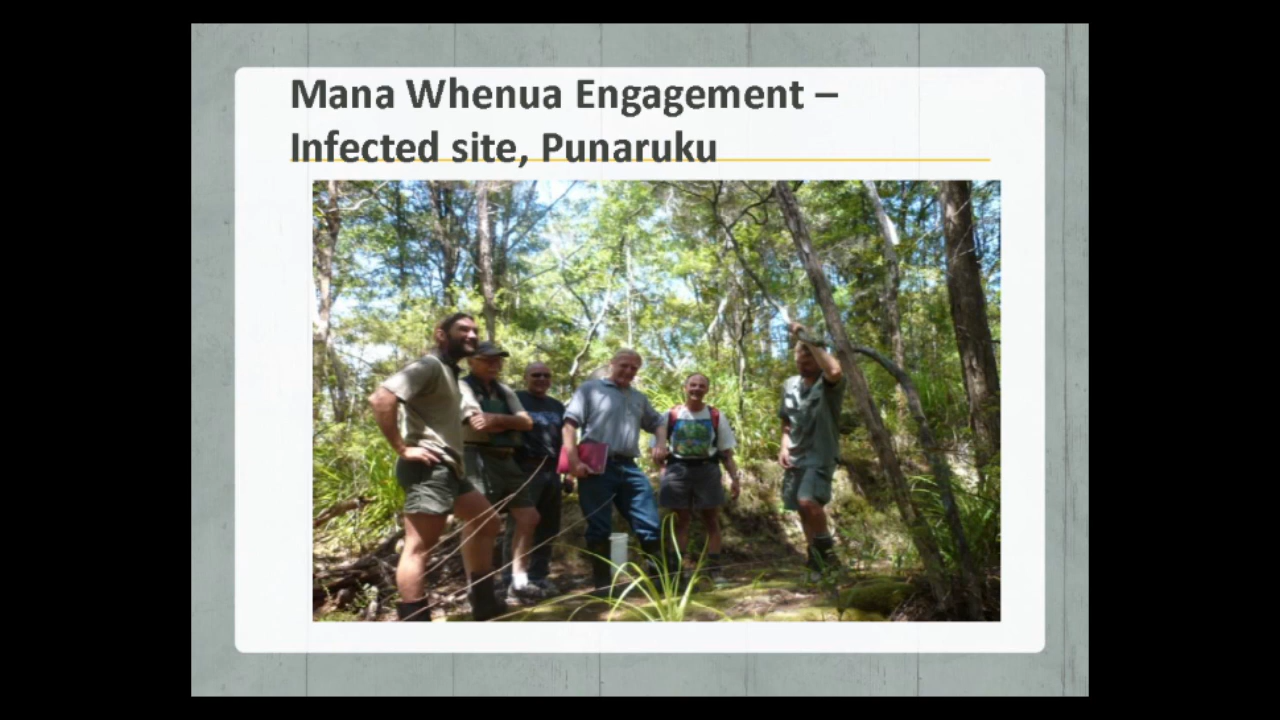 Mana Whenua Engagement –
Infected site, Punaruku